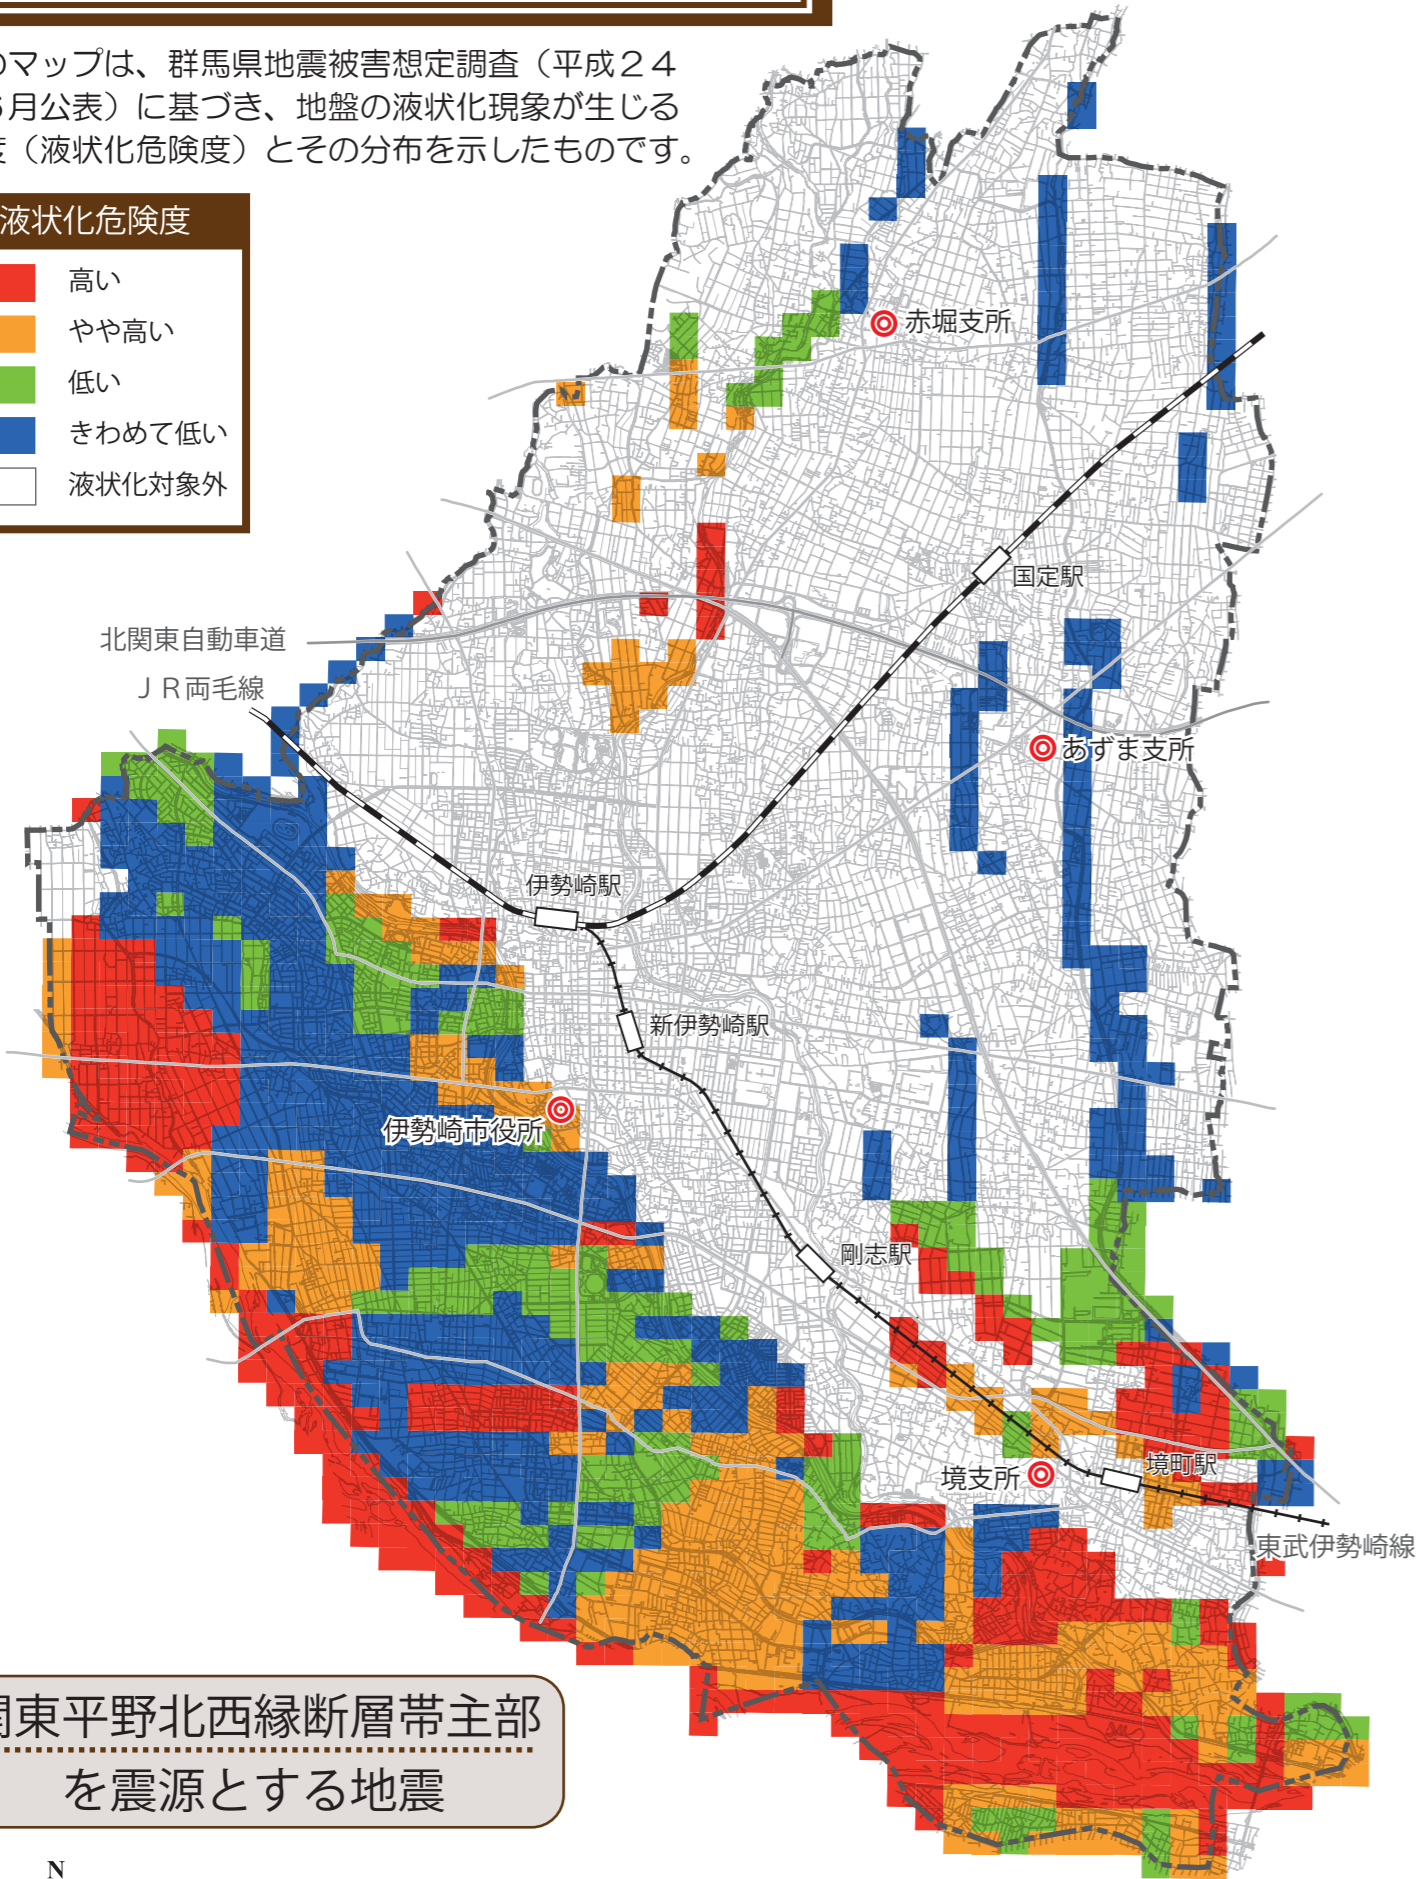 のマップは、群馬県地震被害想定調査（平成２４
月公表）に基づき、地盤の液状化現象が生じる
度（液状化危険度）とその分布を示したものです。
液状化危険度
高い
やや高い
低い
きわめて低い
液状化対象外
赤堀支所
国定駅
北関東自動車道
ＪＲ両毛線
あずま支所
伊勢崎駅
新伊勢崎駅
伊勢崎市役所
剛志駅
境町駅
境支所
東武伊勢崎線
関東平野北西縁断層帯主部
を震源とする地震
N